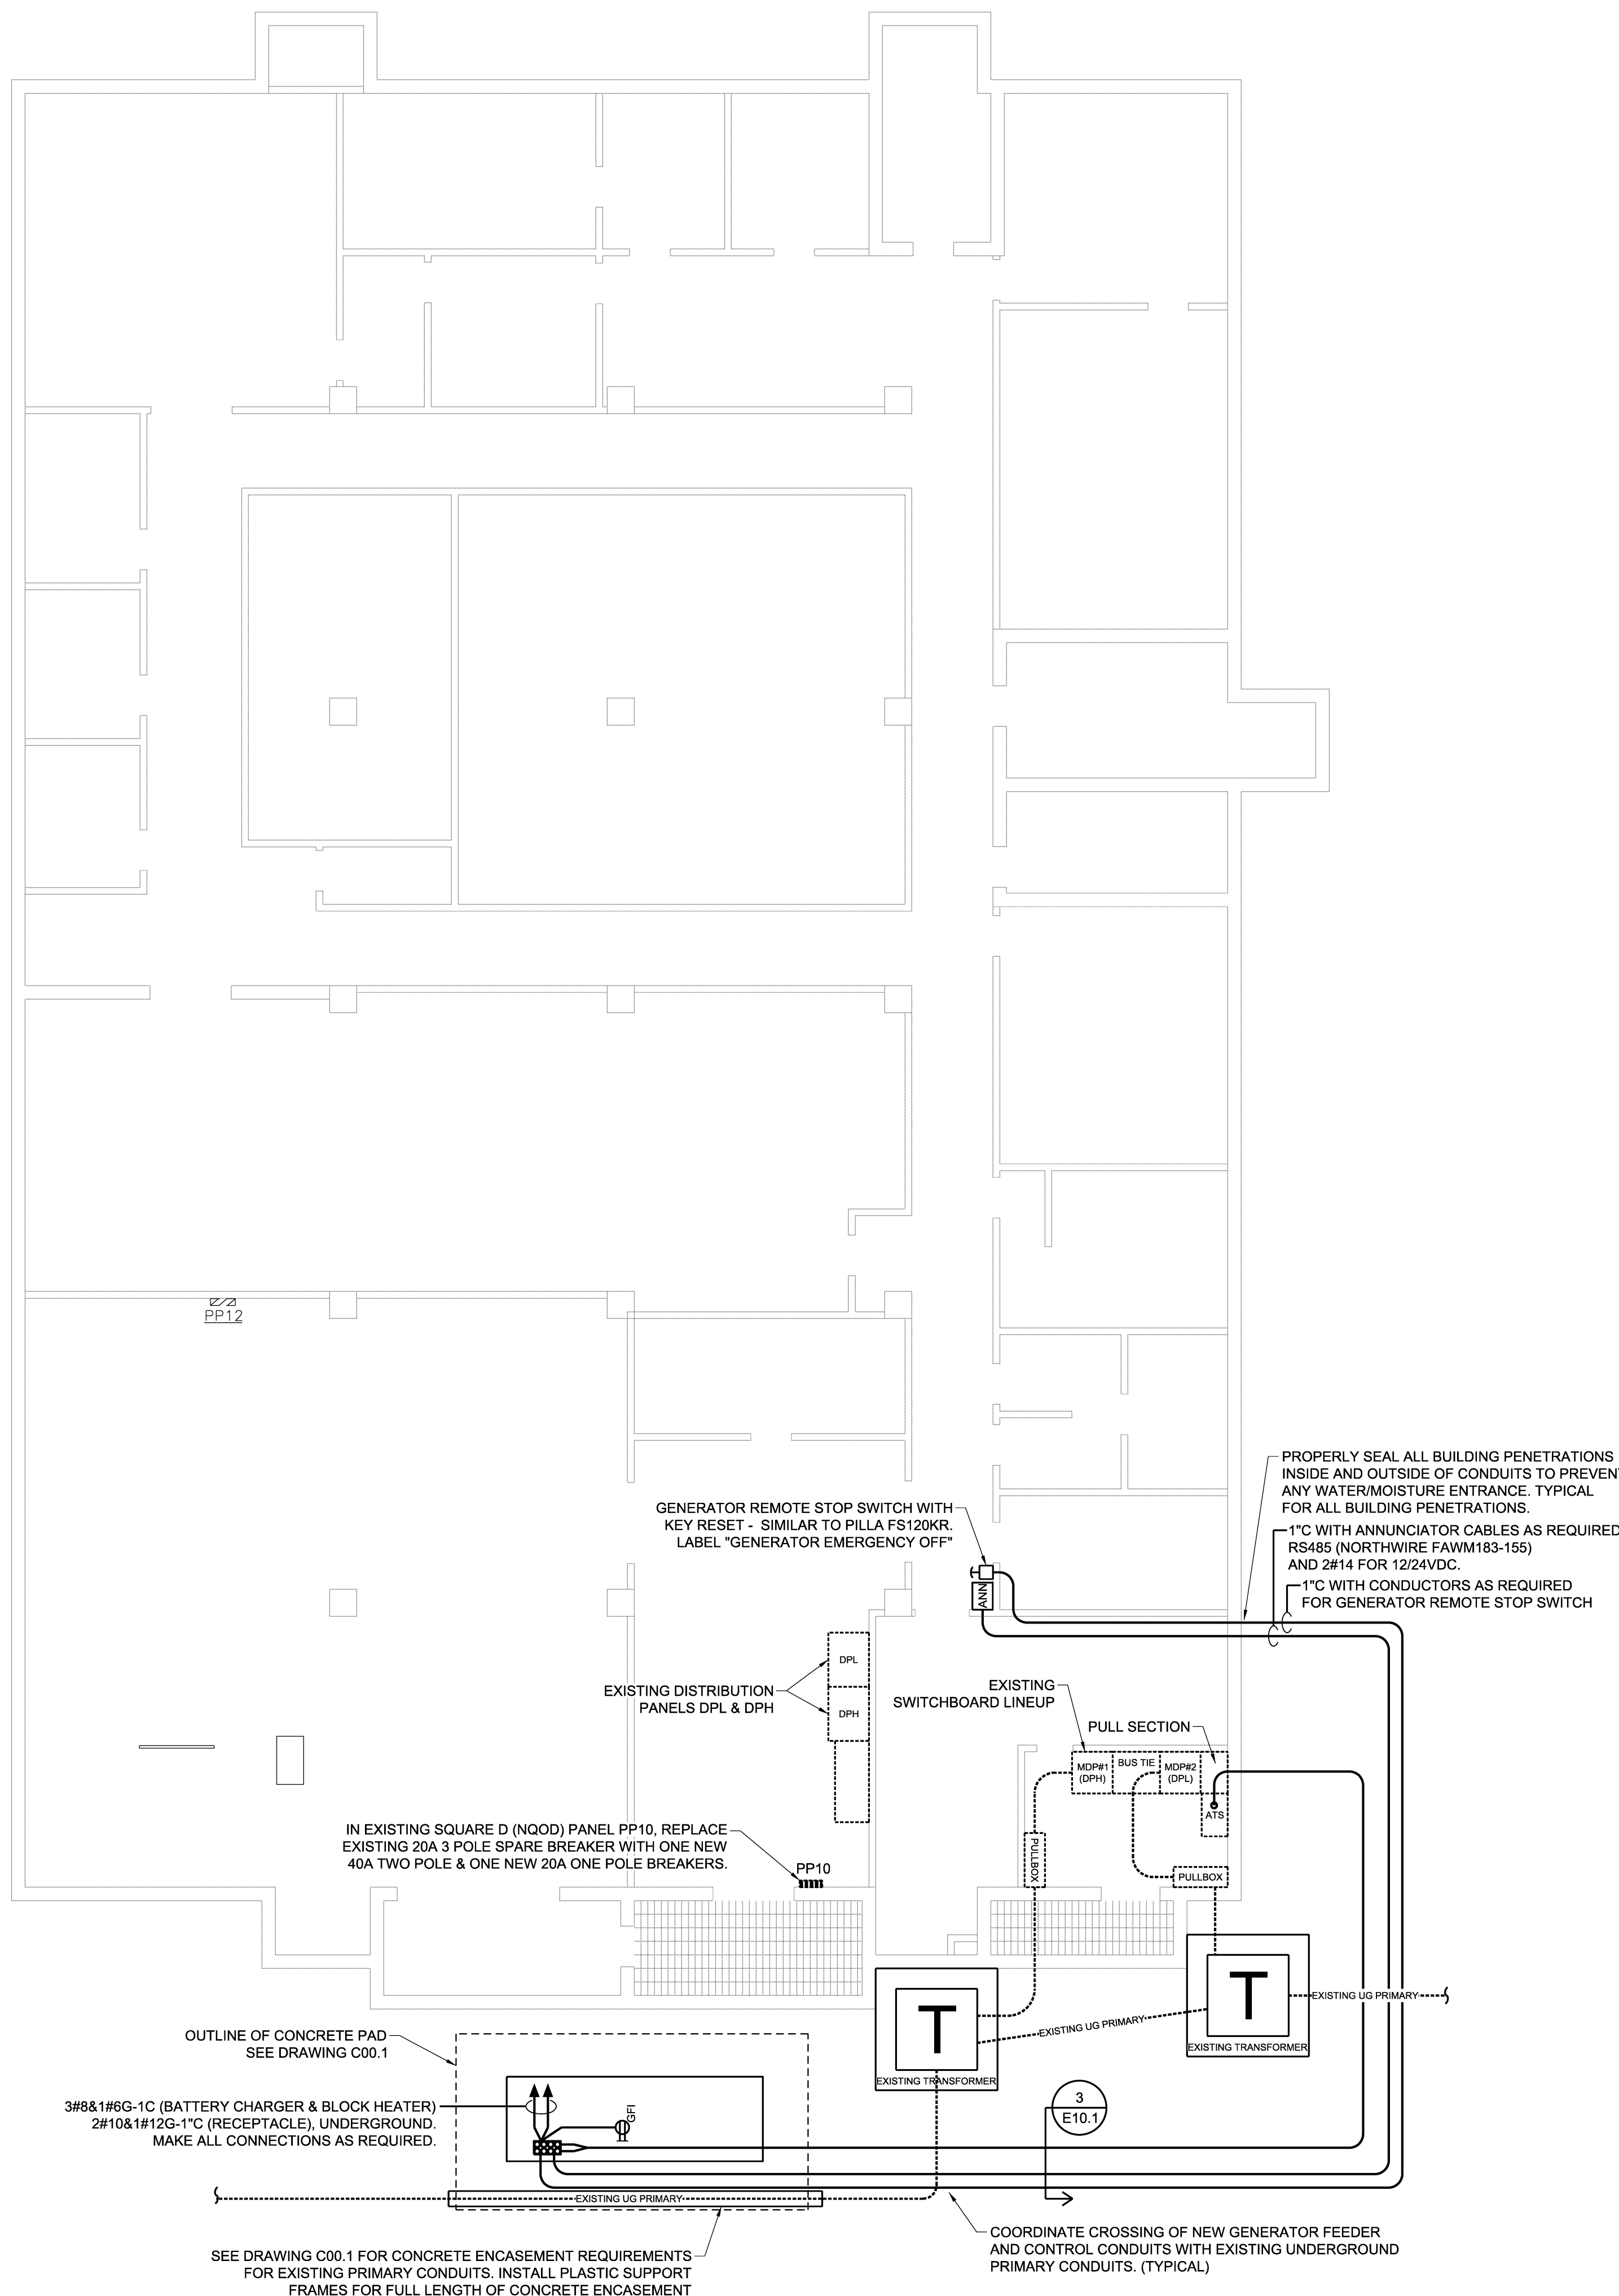 PP12
PROPERLY SEAL ALL BUILDING PENETRATIONS
INSIDE AND OUTSIDE OF CONDUITS TO PREVENT
ANY WATER/MOISTURE ENTRANCE. TYPICAL
FOR ALL BUILDING PENETRATIONS.
GENERATOR REMOTE STOP SWITCH WITH
KEY RESET - SIMILAR TO PILLA FS120KR.
LABEL "GENERATOR EMERGENCY OFF"
1"C WITH ANNUNCIATOR CABLES AS REQUIRED
RS485 (NORTHWIRE FAWM183-155)
AND 2#14 FOR 12/24VDC.
1"C WITH CONDUCTORS AS REQUIRED
FOR GENERATOR REMOTE STOP SWITCH
ANN
DPL
DPH
EXISTING DISTRIBUTION
PANELS DPL & DPH
EXISTING
SWITCHBOARD LINEUP
PULL SECTION
MDP#1
(DPH)
BUS TIE
MDP#2
(DPL)
ATS
IN EXISTING SQUARE D (NQOD) PANEL PP10, REPLACE
EXISTING 20A 3 POLE SPARE BREAKER WITH ONE NEW
40A TWO POLE & ONE NEW 20A ONE POLE BREAKERS.
PP10
PULLBOX
PULLBOX
T
EXISTING TRANSFORMER
T
EXISTING TRANSFORMER
EXISTING UG PRIMARY
EXISTING UG PRIMARY
OUTLINE OF CONCRETE PAD
SEE DRAWING C00.1
3#8&1#6G-1C (BATTERY CHARGER & BLOCK HEATER)
2#10&1#12G-1"C (RECEPTACLE), UNDERGROUND.
MAKE ALL CONNECTIONS AS REQUIRED.
GFI
3
E10.1
EXISTING UG PRIMARY
COORDINATE CROSSING OF NEW GENERATOR FEEDER
AND CONTROL CONDUITS WITH EXISTING UNDERGROUND
PRIMARY CONDUITS. (TYPICAL)
SEE DRAWING C00.1 FOR CONCRETE ENCASEMENT REQUIREMENTS
FOR EXISTING PRIMARY CONDUITS. INSTALL PLASTIC SUPPORT
FRAMES FOR FULL LENGTH OF CONCRETE ENCASEMENT